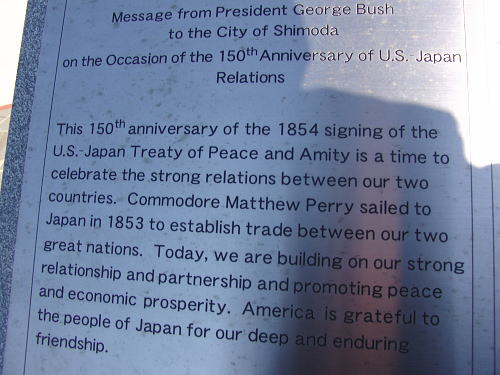 Message from President George Bush
to the City of Shimoda
on the Occasion of the 150th Anniversary of U.S.-Japan
Relations
This 150th anniversary of the 1854 signing of the
U.S.-Japan Treaty of Peace and Amity is a time to
celebrate the strong relations between our two
countries. Commodore Matthew Perry sailed to
Japan in 1853 to establish trade between our two
great nations. Today, we are building on our strong
relationship and partnership and promoting peace
and economic prosperity. America is grateful to
the people of Japan for our deep and enduring
friendship.